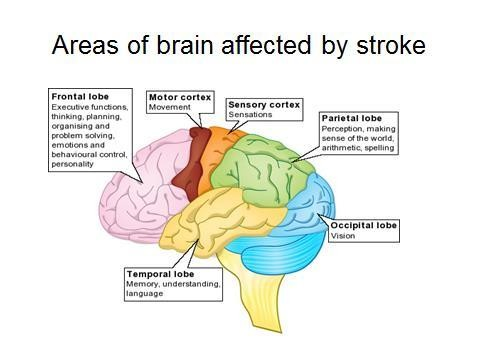 Areas of brain affected by stroke
Frontal lobe
Executive functions,
thinking, planning,
organising and
problem solving,
emotions and
behavioural control,
personality
Motor cortex
Movement
Sensory cortex
Sensations
Parietal lobe
Perception, making
sense of the world,
arithmetic, spelling
Occipital lobe
Vision
Temporal lobe
Memory, understanding,
language